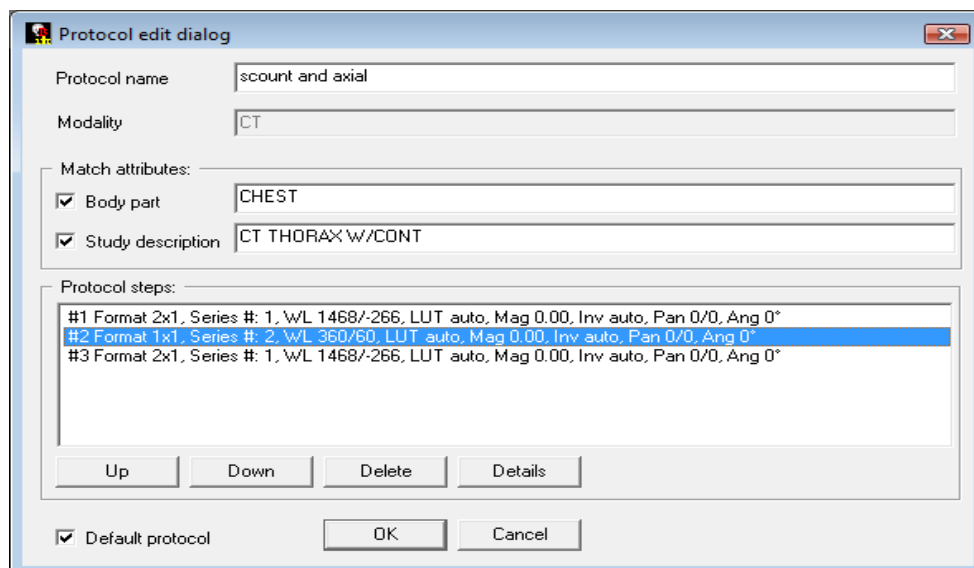 Protocol edit dialog
Protocol name scount and axial
Modality CT
Match attributes:
Body part CHEST
Study description CT THORAX W/CONT
Protocol steps:
#1 Format 2x1, Series #: 1, WL 1468/-266, LUT auto, Mag 0.00, Inv auto, Pan 0/0, Ang 0°
#2 Format 1x1, Series #: 2, WL 360/60, LUT auto, Mag 0.00, Inv auto, Pan 0/0, Ang 0°
#3 Format 2x1, Series #: 1, WL 1468/-266, LUT auto, Mag 0.00, Inv auto, Pan 0/0, Ang 0°
Up Down Delete Details
Default protocol OK Cancel